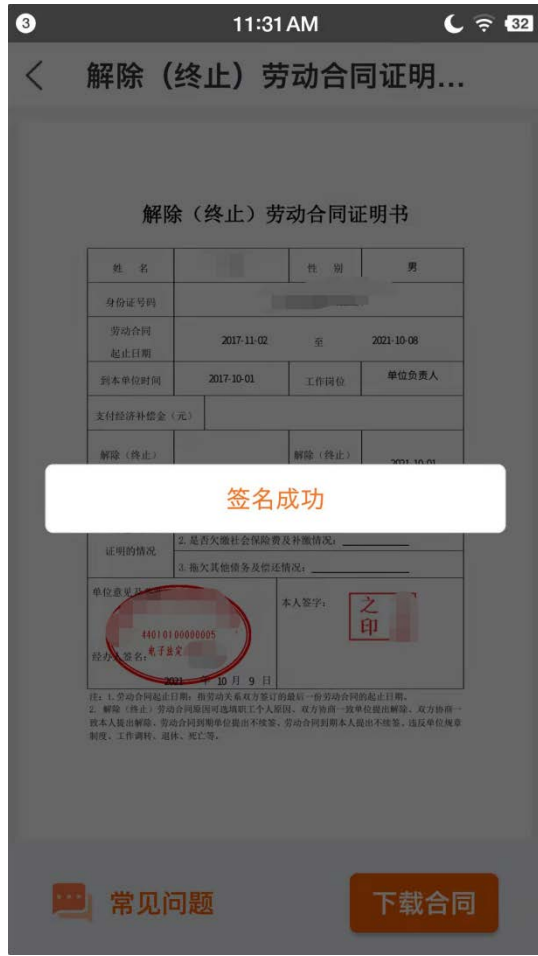 3
11:31 AM
32
解除（终止）劳动合同证明...
解除（终止）劳动合同证明书
姓 名
性 别 男
身份证号码
劳动合同
起止日期
2017-11-02 至 2021-10-08
到本单位时间 2017-10-01 工作岗位 单位负责人
支付经济补偿金（元）
解除（终止） 解除（终止） 2021-10-01
签名成功
证明的情况
2.是否欠缴社会保险费及补缴情况：
3.拖欠其他债务及偿还情况：
单位意见及
44010100000005
电子
经办人签名：
2021 年 10 月 9 日
本人签字：
之
印
注：1.劳动合同起止日期：指劳动关系双方签订的最后一份劳动合同的起止日期。
2. 解除（终止）劳动合同原因可选填职工个人原因、双方协商一致单位提出解除、双方协商一
致本人提出解除、劳动合同到期单位提出不续签、劳动合同到期本人提出不续签、违反单位规章
制度、工作调转、退休、死亡等。
常见问题
下载合同